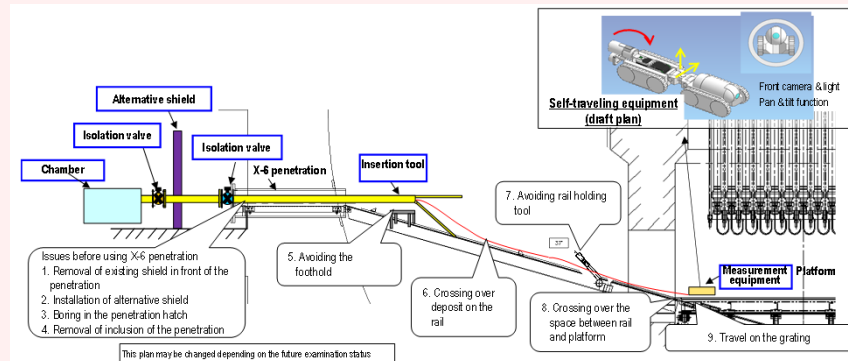 Alternative shield
Isolation valve
Chamber
Isolation valve
X-6 penetration
Insertion tool
Front camera & light
Pan & tilt function
Self-traveling equipment
(draft plan)
7. Avoiding rail holding
tool
5. Avoiding the
foothold
6. Crossing over
deposit on the
rail
Issues before using X-6 penetration
1. Removal of existing shield in front of the
penetration
2. Installation of alternative shield
3. Boring in the penetration hatch
4. Removal of inclusion of the penetration
Measurement
equipment
Platform
8. Crossing over the
space between rail
and platform
9. Travel on the grating
This plan may be changed depending on the future examination status